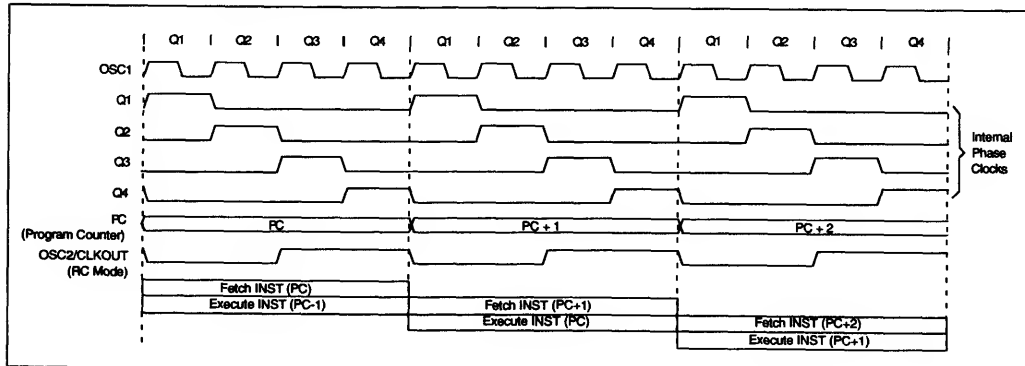 Q1 | Q2 | Q3 | Q4 | Q1 | Q2 | Q3 | Q4 | Q1 | Q2 | Q3 | Q4
OSC1
Q1
Q2
Q3
Q4
Internal
Phase
Clocks
PC
(Program Counter)
PC
PC + 1
PC + 2
OSC2/CLKOUT
(RC Mode)
Fetch INST (PC)
Execute INST (PC-1)
Fetch INST (PC+1)
Execute INST (PC)
Fetch INST (PC+2)
Execute INST (PC+1)